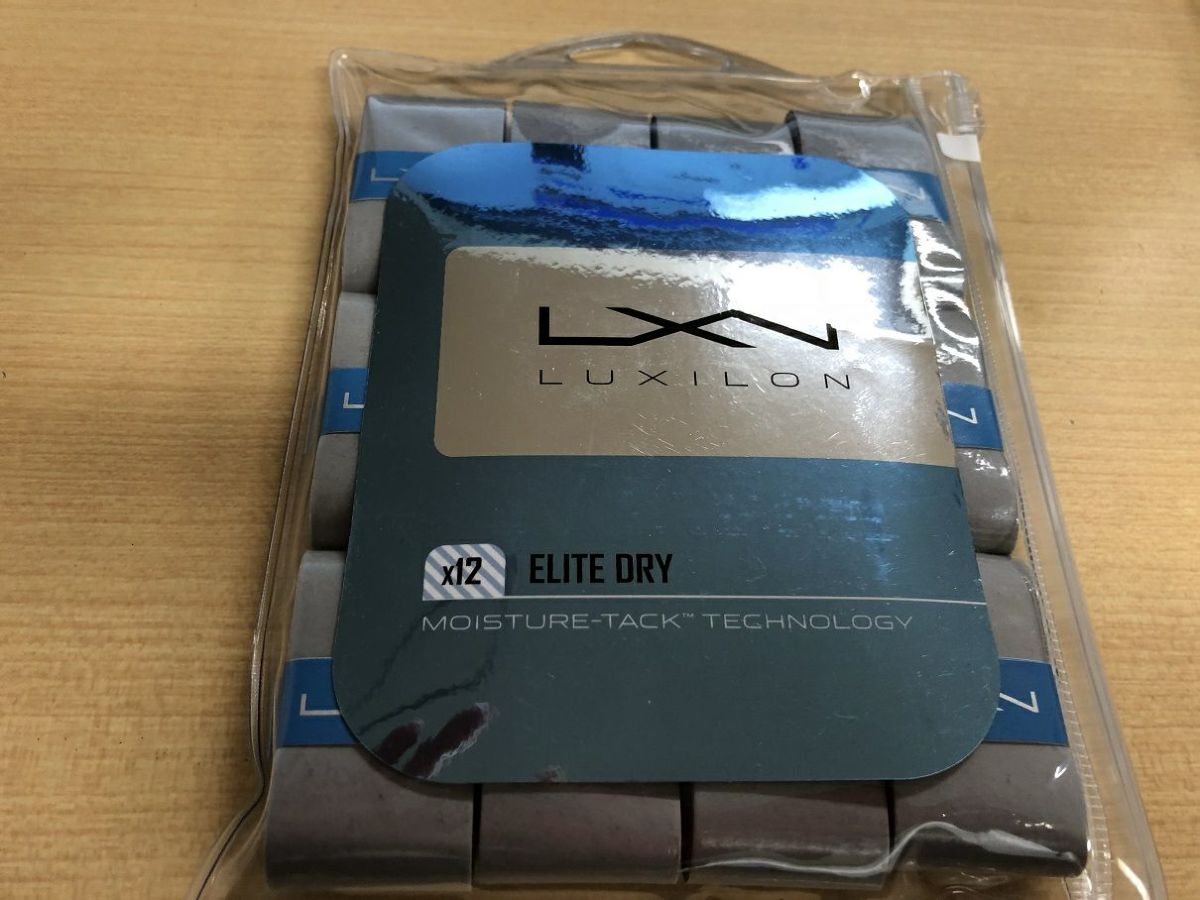 LXN
LUXILON
x12 ELITE DRY
MOISTURE-TACK™ TECHNOLOGY